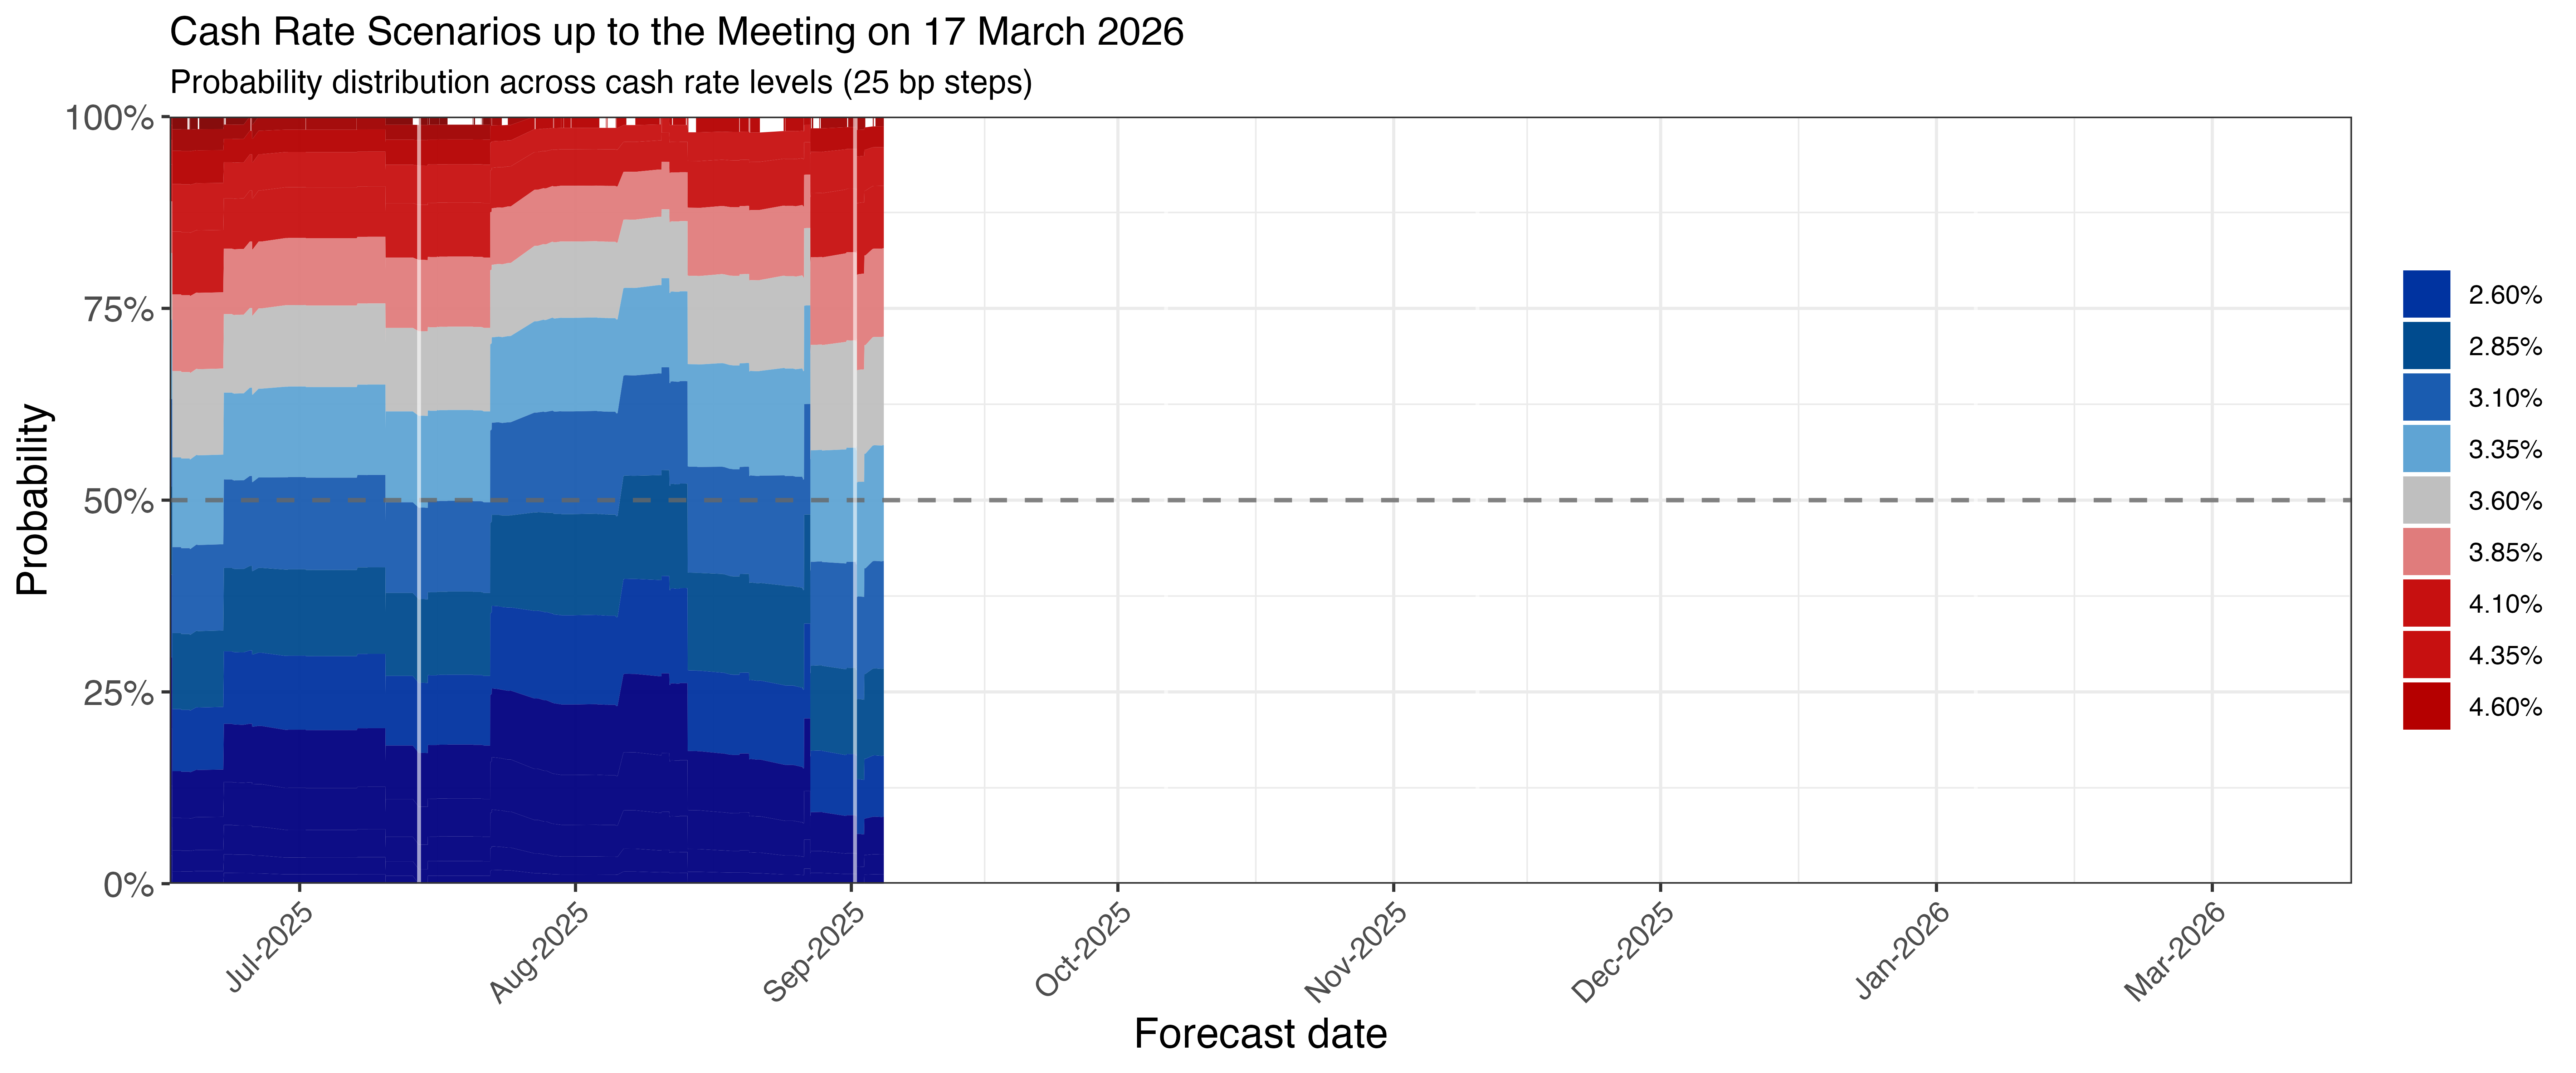 Cash Rate Scenarios up to the Meeting on 17 March 2026
Probability distribution across cash rate levels (25 bp steps)
Probability
100%
75%
50%
25%
0%
Jul-2025
Aug-2025
Sep-2025
Oct-2025
Nov-2025
Dec-2025
Jan-2026
Mar-2026
Forecast date
2.60%
2.85%
3.10%
3.35%
3.60%
3.85%
4.10%
4.35%
4.60%